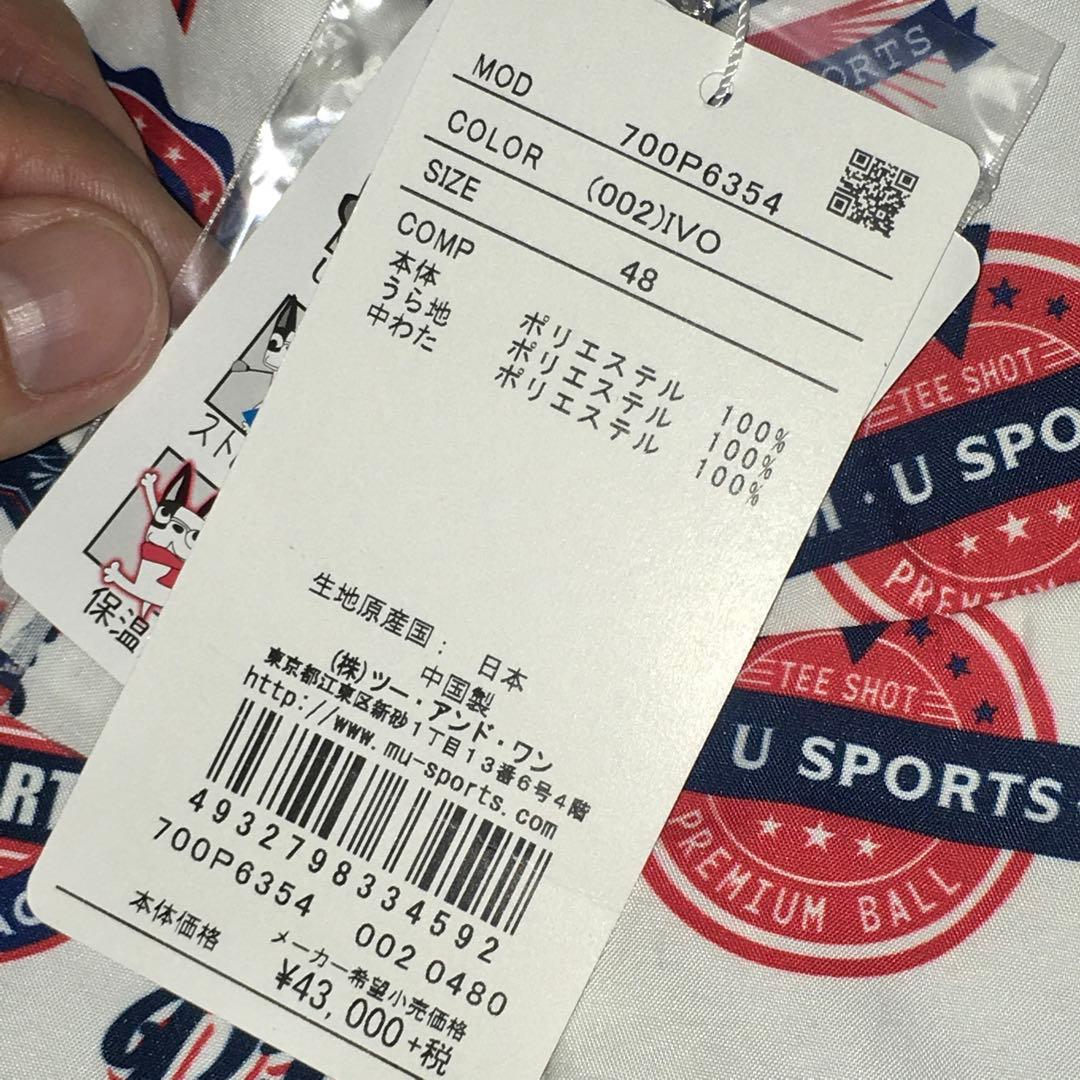 MOD 700P6354
COLOR (002)IVO
SIZE 48
COMP
本体 ポリエステル 100%
うら地 ポリエステル 100%
中わた ポリエステル 100%
生地原産国: 日本
中国製
(株)ツー・アンド・ワン
東京都江東区新砂1丁目13番6号4階
http://www.mu-sports.com
4932798334592
700P6354 002 0480
本体価格 メーカー希望小売価格
¥43,000+税
保温
SPORTS
TEE SHOT
M・U SPO
PREMIUM
TEE SHOT
U SPORTS
PREMIUM BALL